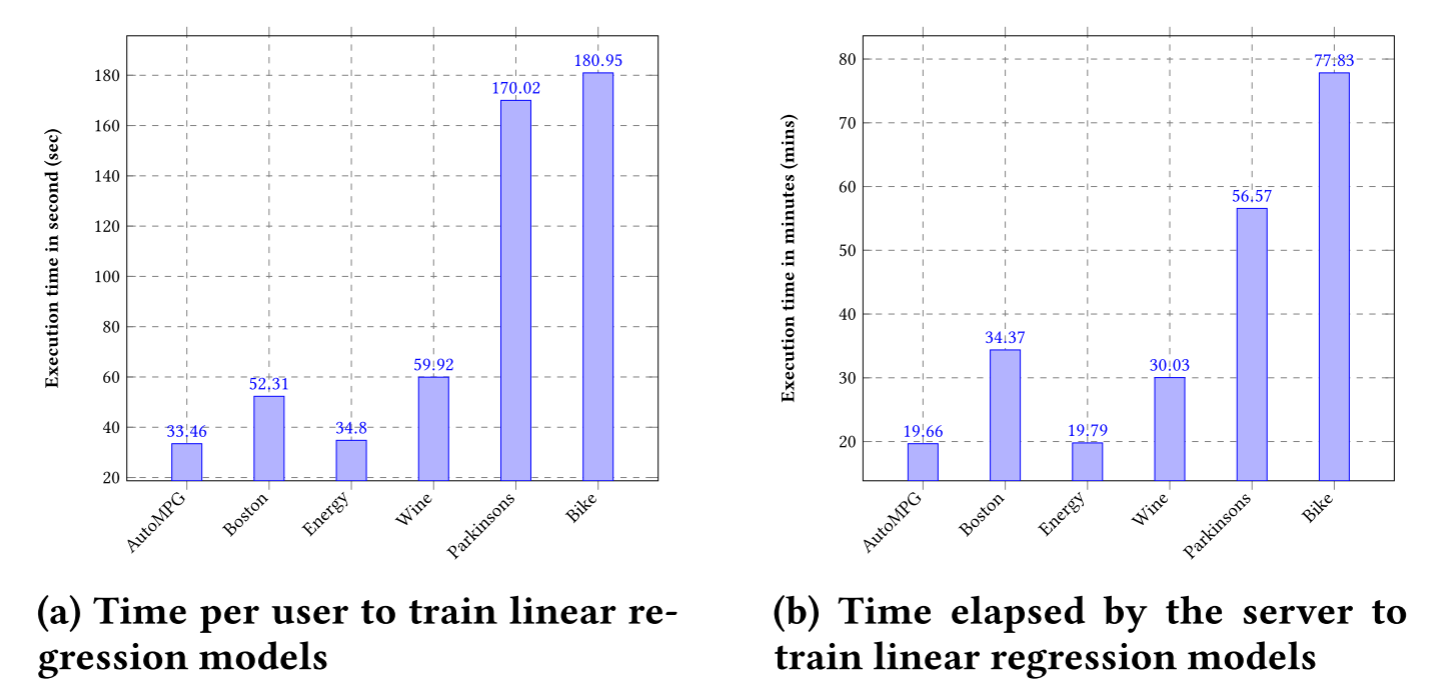 Execution time in second (sec)
180
160
140
120
100
80
60
40
20
33.46
52.31
34.8
59.92
170.02
180.95
AutoMPG
Boston
Energy
Wine
Parkinsons
Bike
(a) Time per user to train linear re-
gression models
Execution time in minutes (mins)
80
70
60
50
40
30
20
19.66
34.37
19.79
30.03
56.57
77.83
AutoMPG
Boston
Energy
Wine
Parkinsons
Bike
(b) Time elapsed by the server to
train linear regression models